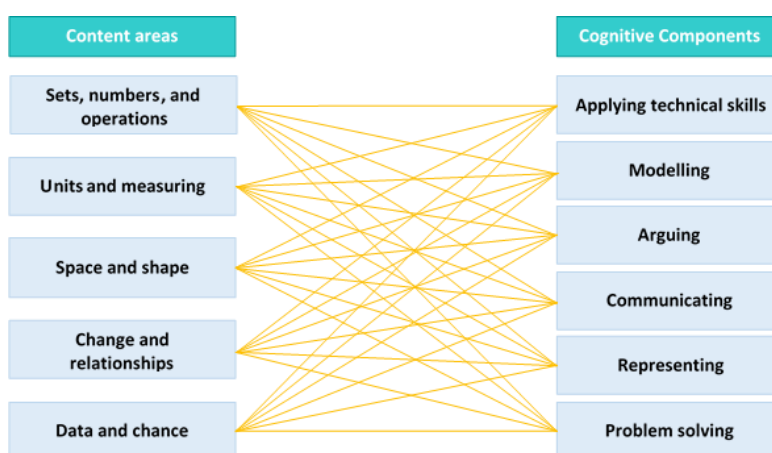 Content areas
Sets, numbers, and
operations
Units and measuring
Space and shape
Change and
relationships
Data and chance
Cognitive Components
Applying technical skills
Modelling
Arguing
Communicating
Representing
Problem solving